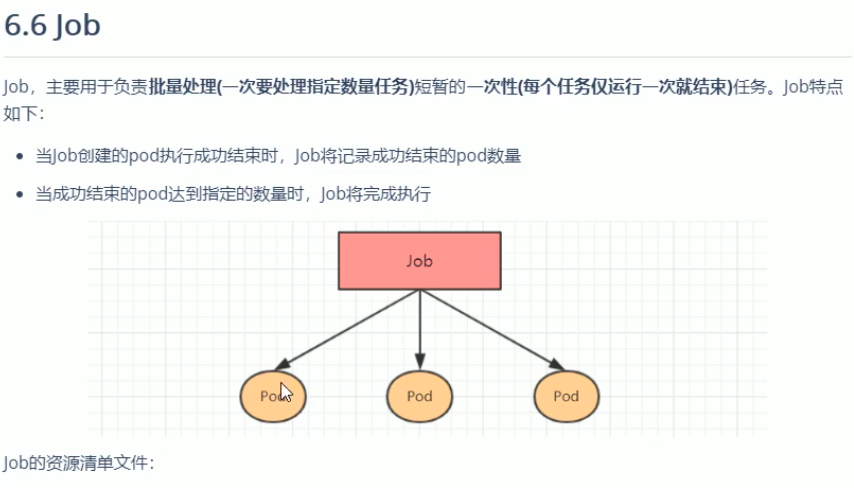 6.6 Job
Job，主要用于负责批量处理(一次要处理指定数量任务)短暂的一次性(每个任务仅运行一次就结束)任务。Job特点
如下：
当Job创建的pod执行成功结束时，Job将记录成功结束的pod数量
当成功结束的pod达到指定的数量时，Job将完成执行
Job
Pod Pod Pod
Job的资源清单文件：